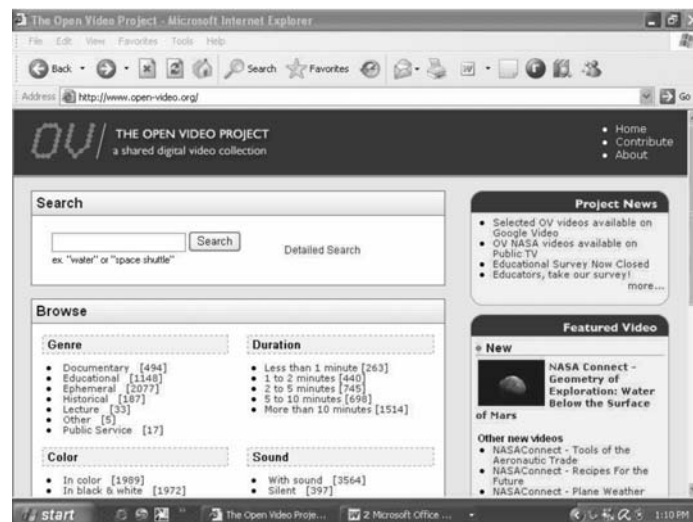 The Open Video Project - Microsoft Internet Explorer
File Edit View Favorites Tools Help
Back Search Favorites
Address http://www.open-video.org/ Go
OV/ THE OPEN VIDEO PROJECT
a shared digital video collection
Home
Contribute
About
Search
Search
Detailed Search
ex. "water" or "space shuttle"
Browse
Genre
Documentary [494]
Educational [1148]
Ephemeral [2077]
Historical [187]
Lecture [33]
Other [5]
Public Service [17]
Duration
Less than 1 minute [263]
1 to 2 minutes [440]
2 to 5 minutes [745]
5 to 10 minutes [698]
More than 10 minutes [1514]
Color
In color [1989]
In black & white [1972]
Sound
With sound [3564]
Silent [397]
Project News
Selected OV videos available on
Google Video
OV NASA videos available on
Public TV
Educational Survey Now Closed
Educators, take our survey!
more...
Featured Video
New
NASA Connect -
Geometry of
Exploration: Water
Below the Surface
of Mars
Other new videos
NASAConnect - Tools of the
Aeronautic Trade
NASAConnect - Recipes For the
Future
NASAConnect - Plane Weather
start The Open Video Proje... 2 Microsoft Office ... 1:10 PM